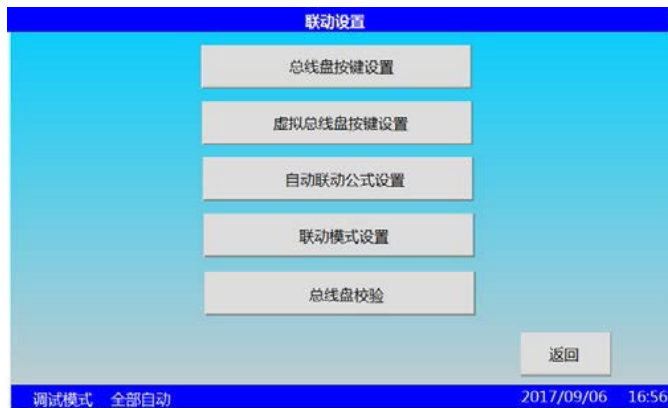 联动设置
总线盘按键设置
虚拟总线盘按键设置
自动联动公式设置
联动模式设置
总线盘校验
返回
调试模式 全部自动 2017/09/06 16:56